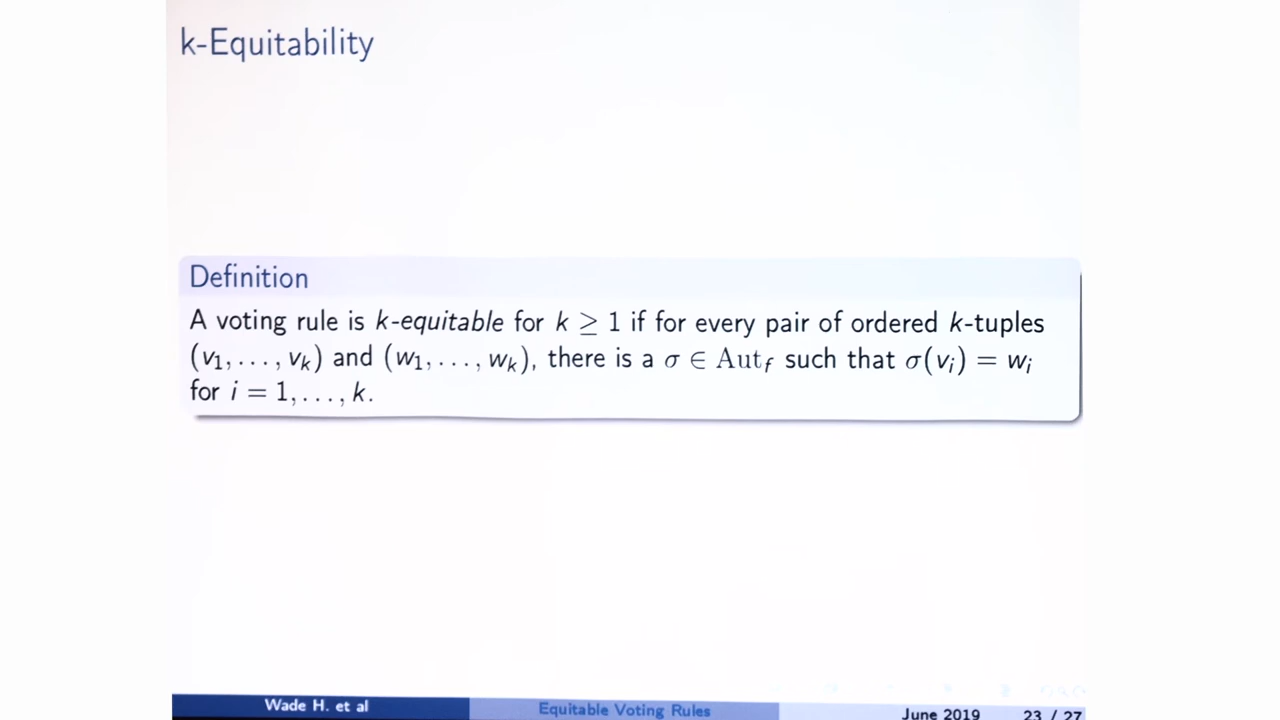 k-Equitability
Definition
A voting rule is k-equitable for k ≥ 1 if for every pair of ordered k-tuples
(v₁, . . . , vₖ) and (w₁, . . . , wₖ), there is a σ ∈ Aut_f such that σ(vᵢ) = wᵢ
for i = 1, . . . , k.
Wade H. et al
Equitable Voting Rules
June 2019
23 / 27